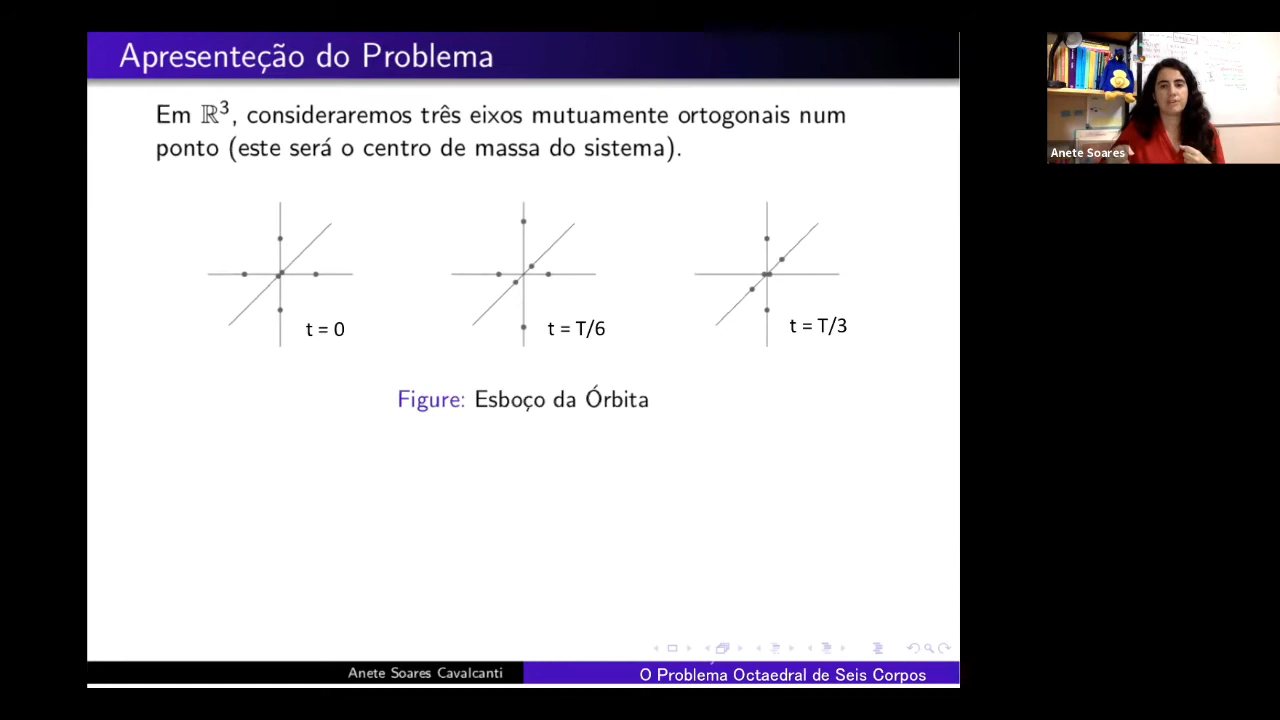 Apresenteção do Problema
Em ℝ³, consideraremos três eixos mutuamente ortogonais num
ponto (este será o centro de massa do sistema).
t = 0
t = T/6
t = T/3
Figure: Esboço da Órbita
Anete Soares Cavalcanti
O Problema Octaedral de Seis Corpos
Anete Soares